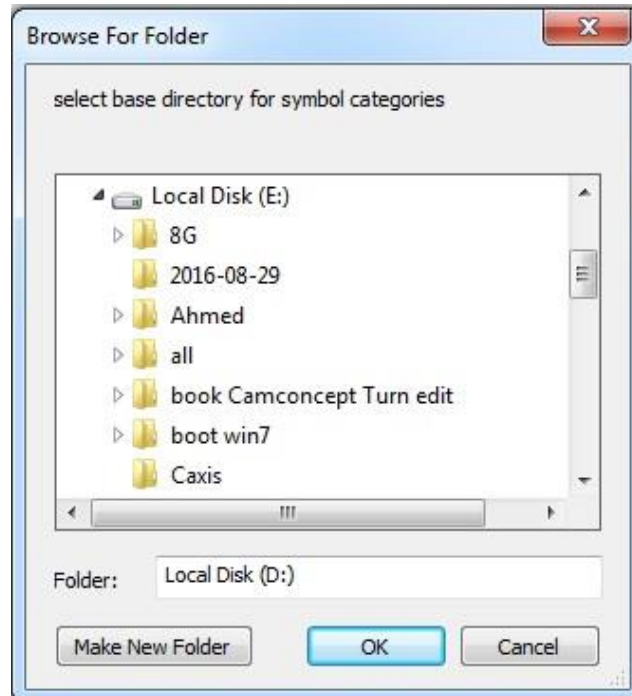 Browse For Folder
select base directory for symbol categories
Local Disk (E:)
8G
2016-08-29
Ahmed
all
book Camconcept Turn edit
boot win7
Caxis
Folder: Local Disk (D:)
Make New Folder OK Cancel